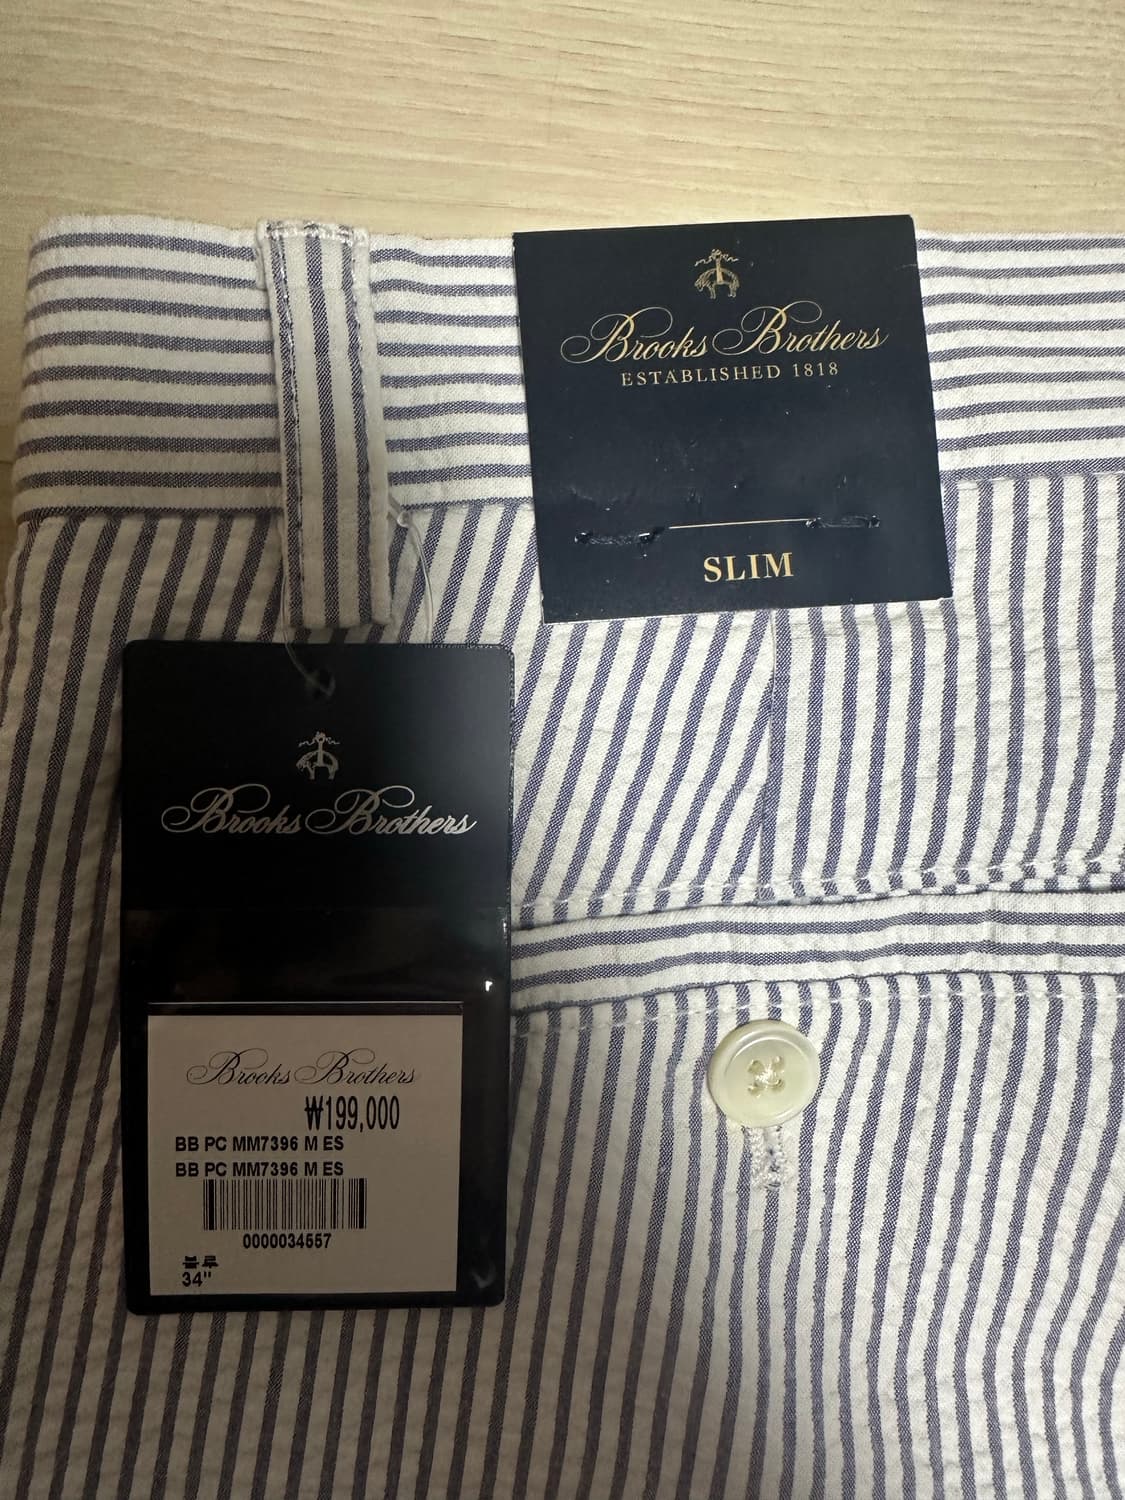 Brooks Brothers
ESTABLISHED 1818
SLIM
Brooks Brothers
Brooks Brothers
₩199,000
BB PC MM7396 M ES
BB PC MM7396 M ES
0000034557
블루
34"